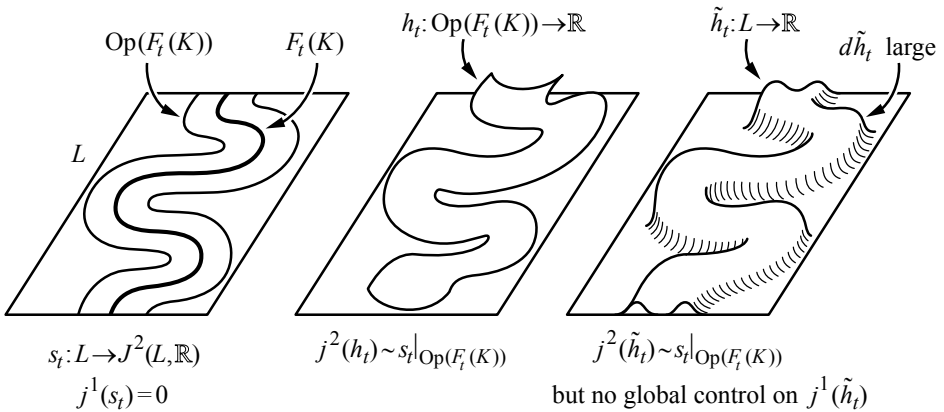 Op(F_t(K))
F_t(K)
L
s_t: L→J²(L,ℝ)
j¹(s_t)=0
h_t: Op(F_t(K))→ℝ
j²(h_t)~s_t|_{Op(F_t(K))}
h̃_t: L→ℝ
dh̃_t large
j²(h̃_t)~s_t|_{Op(F_t(K))}
but no global control on j¹(h̃_t)